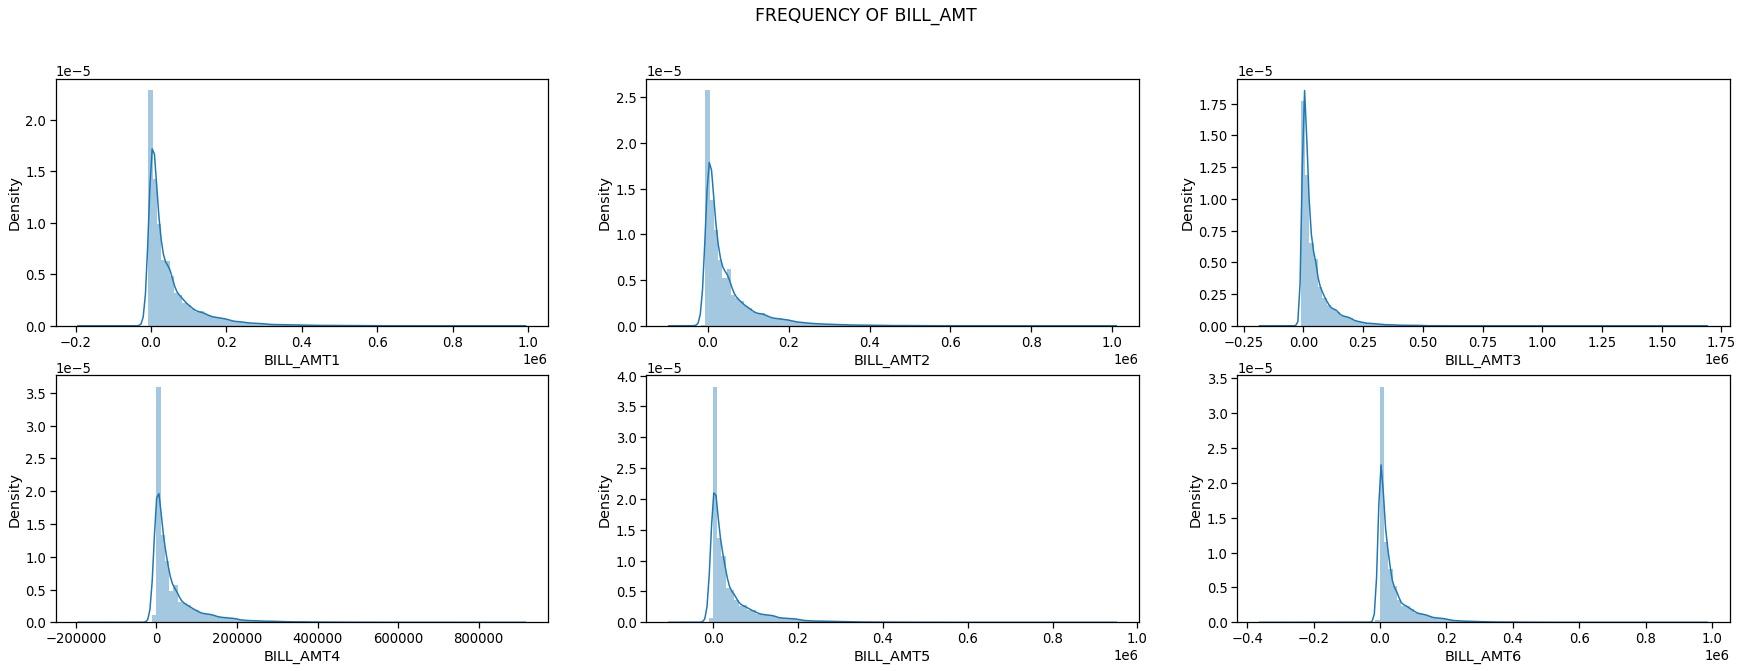 FREQUENCY OF BILL_AMT
1e−5
2.0
1.5
1.0
0.5
0.0
Density
−0.2 0.0 0.2 0.4 0.6 0.8 1.0
1e6
BILL_AMT1
1e−5
2.5
2.0
1.5
1.0
0.5
0.0
Density
0.0 0.2 0.4 0.6 0.8 1.0
1e6
BILL_AMT2
1e−5
1.75
1.50
1.25
1.00
0.75
0.50
0.25
0.00
Density
−0.25 0.00 0.25 0.50 0.75 1.00 1.25 1.50 1.75
1e6
BILL_AMT3
1e−5
3.5
3.0
2.5
2.0
1.5
1.0
0.5
0.0
Density
−200000 0 200000 400000 600000 800000
BILL_AMT4
1e−5
4.0
3.5
3.0
2.5
2.0
1.5
1.0
0.5
0.0
Density
0.0 0.2 0.4 0.6 0.8 1.0
1e6
BILL_AMT5
1e−5
3.5
3.0
2.5
2.0
1.5
1.0
0.5
0.0
Density
−0.4 −0.2 0.0 0.2 0.4 0.6 0.8 1.0
1e6
BILL_AMT6